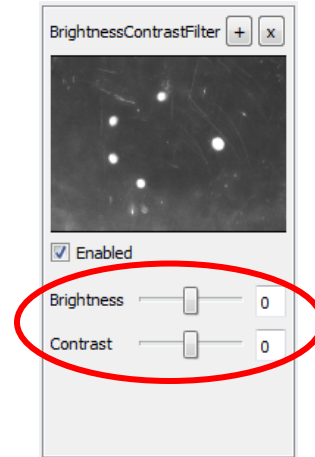 BrightnessContrastFilter + x
Enabled
Brightness 0
Contrast 0